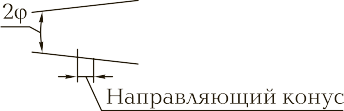 2φ
Направляющий конус